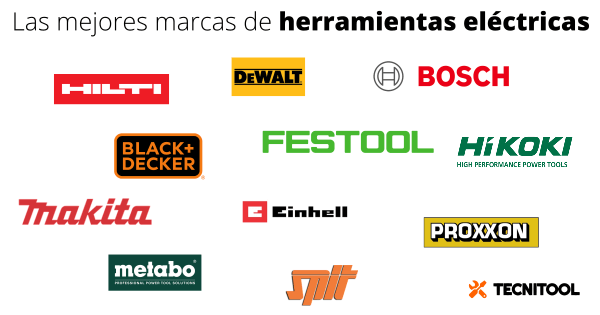 Las mejores marcas de herramientas eléctricas
HILTI
DEWALT
BOSCH
BLACK+
DECKER
FESTOOL
HiKOKI
HIGH PERFORMANCE POWER TOOLS
makita
Einhell
PROXXON
metabo
PROFESSIONAL POWER TOOL SOLUTIONS
spit
TECNITOOL